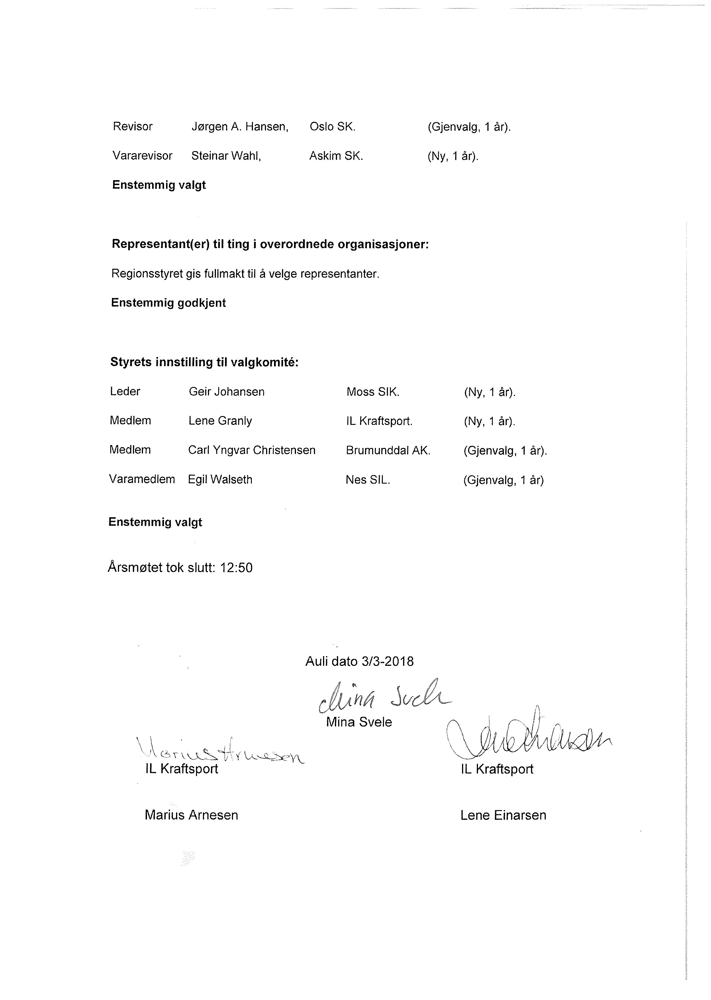 Revisor Jørgen A. Hansen, Oslo SK. (Gjenvalg, 1 år).
Vararevisor Steinar Wahl, Askim SK. (Ny, 1 år).
Enstemmig valgt
Representant(er) til ting i overordnede organisasjoner:
Regionsstyret gis fullmakt til å velge representanter.
Enstemmig godkjent
Styrets innstilling til valgkomité:
Leder Geir Johansen Moss SIK. (Ny, 1 år).
Medlem Lene Granly IL Kraftsport. (Ny, 1 år).
Medlem Carl Yngvar Christensen Brumunddal AK. (Gjenvalg, 1 år).
Varamedlem Egil Walseth Nes SIL. (Gjenvalg, 1 år)
Enstemmig valgt
Årsmøtet tok slutt: 12:50
Auli dato 3/3-2018
Mina Svele
Mina Svele
Marius Arnesen Lene Einarsen
IL Kraftsport IL Kraftsport
Marius Arnesen Lene Einarsen